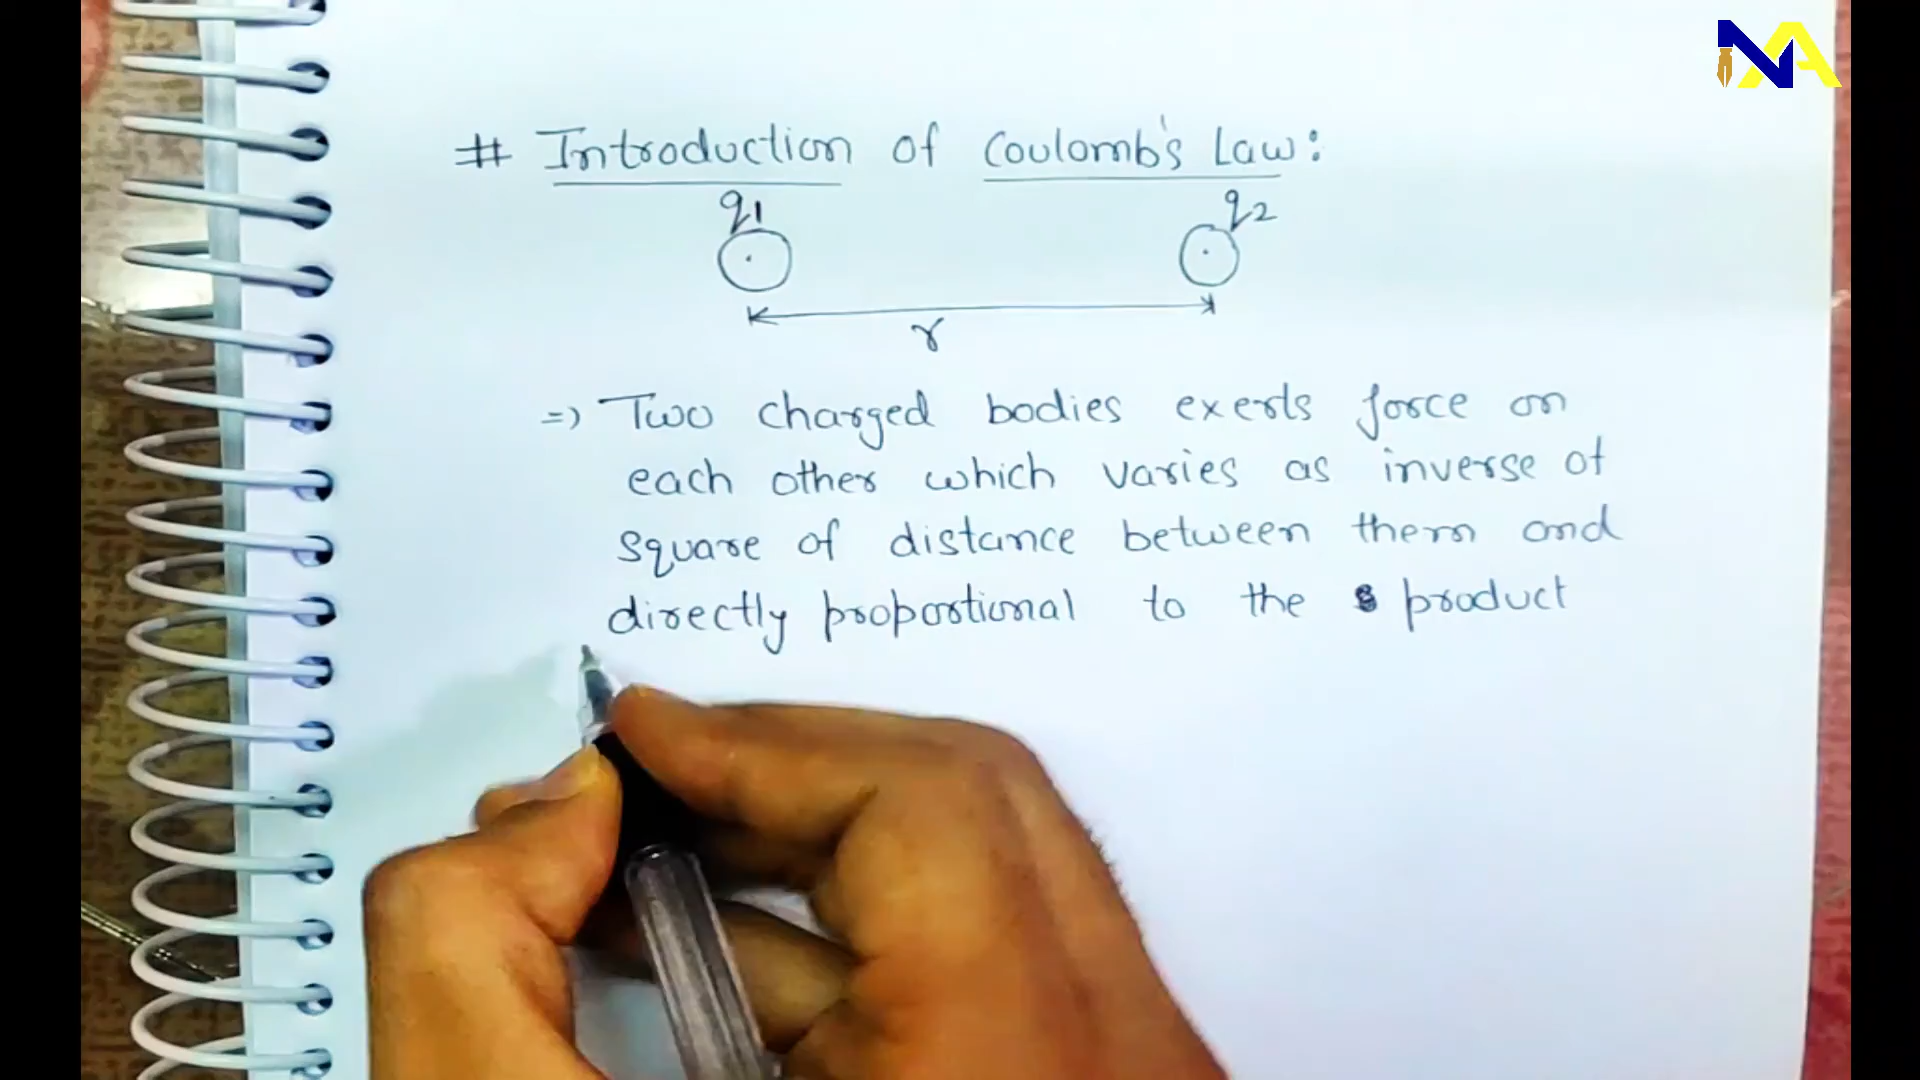 NA
# Introduction of Coulomb's Law:
q1 q2
r
=) Two charged bodies exerts force on
each other which varies as inverse of
square of distance between them and
directly proportional to the product